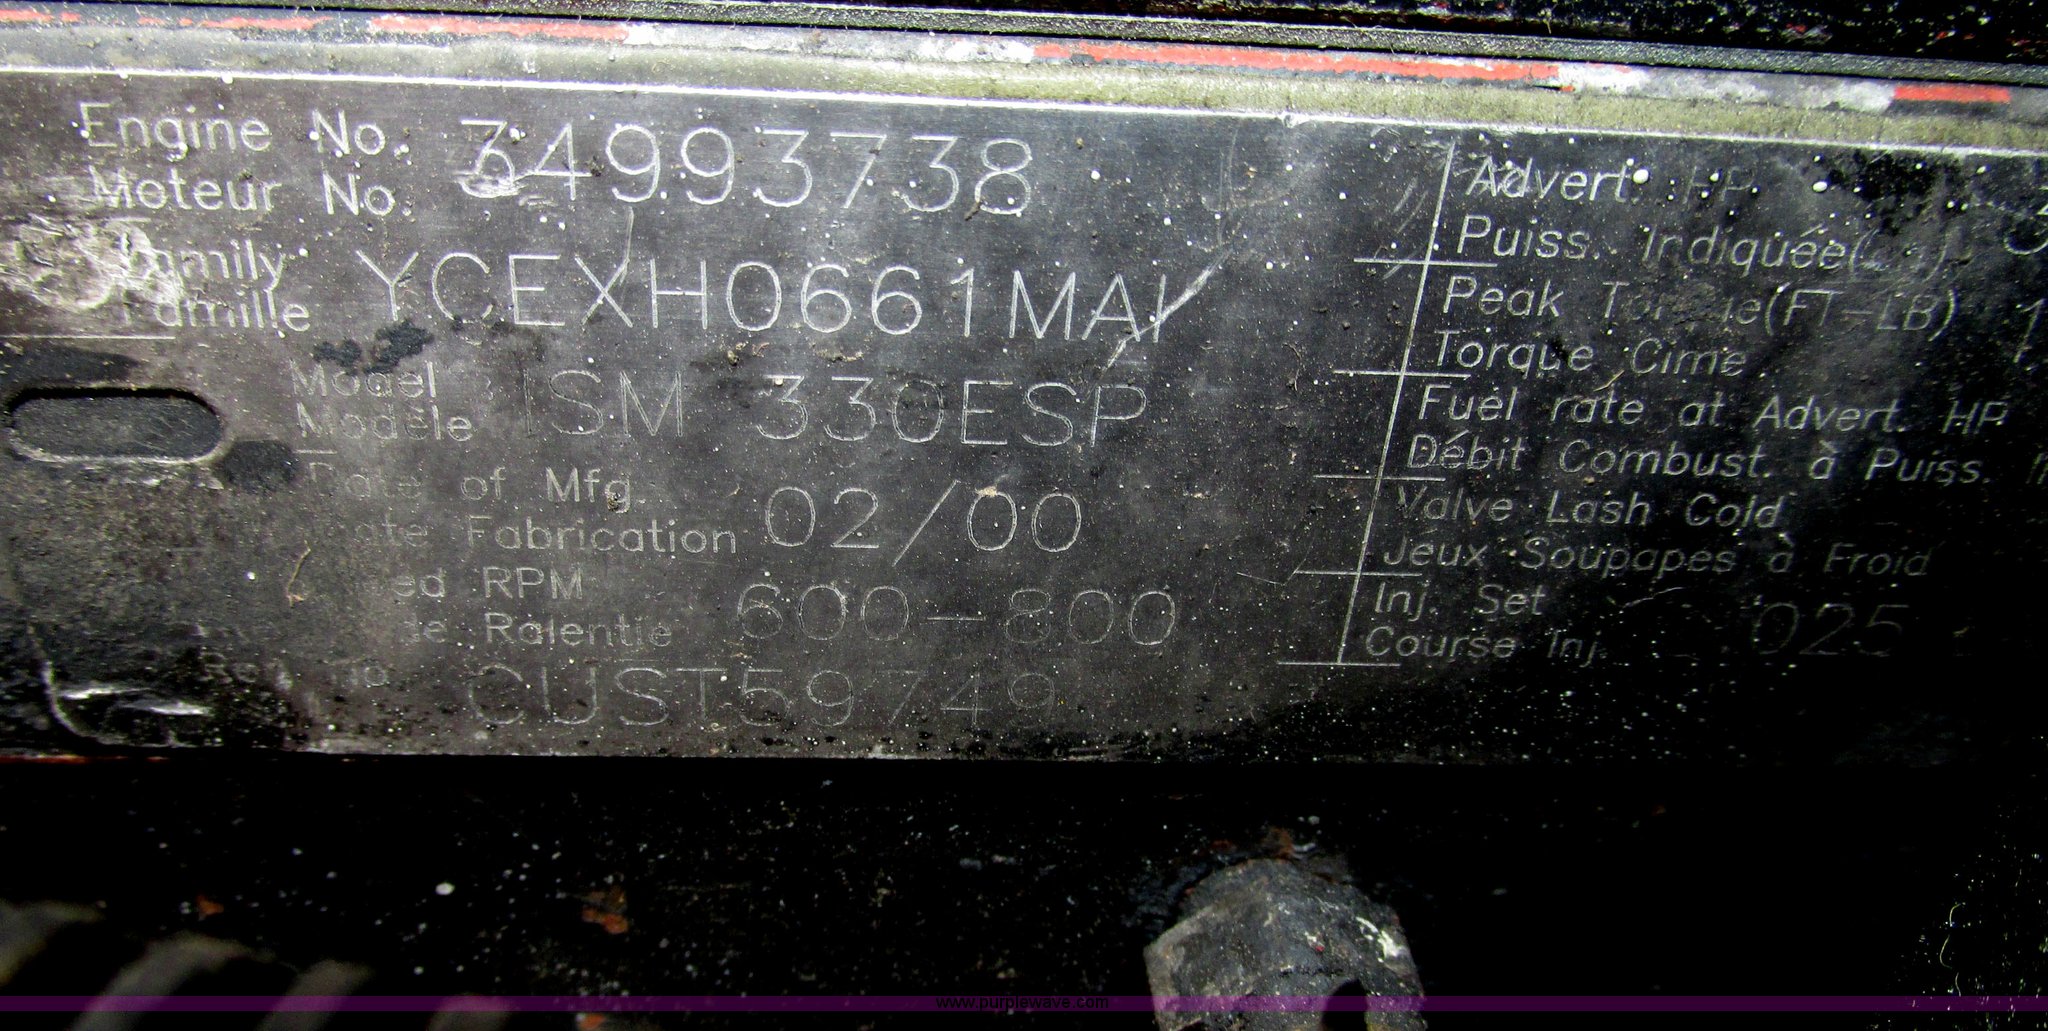 Engine No. 34993738
Moteur No.
Family YCEXH0661MAI
Famille
Model ISM 330ESP
Modèle
Date of Mfg. 02/00
Date Fabrication
RPM 600-800
Ralentie
CUST59749
Advert. HP
Puiss. Indiquée
Peak Torque(FT-LB)
Torque Cime
Fuel rate at Advert. HP
Débit Combust. à Puiss.
Valve Lash Cold
Jeux Soupapes à Froid
Inj. Set
Course Inj. 025
www.purplewave.com